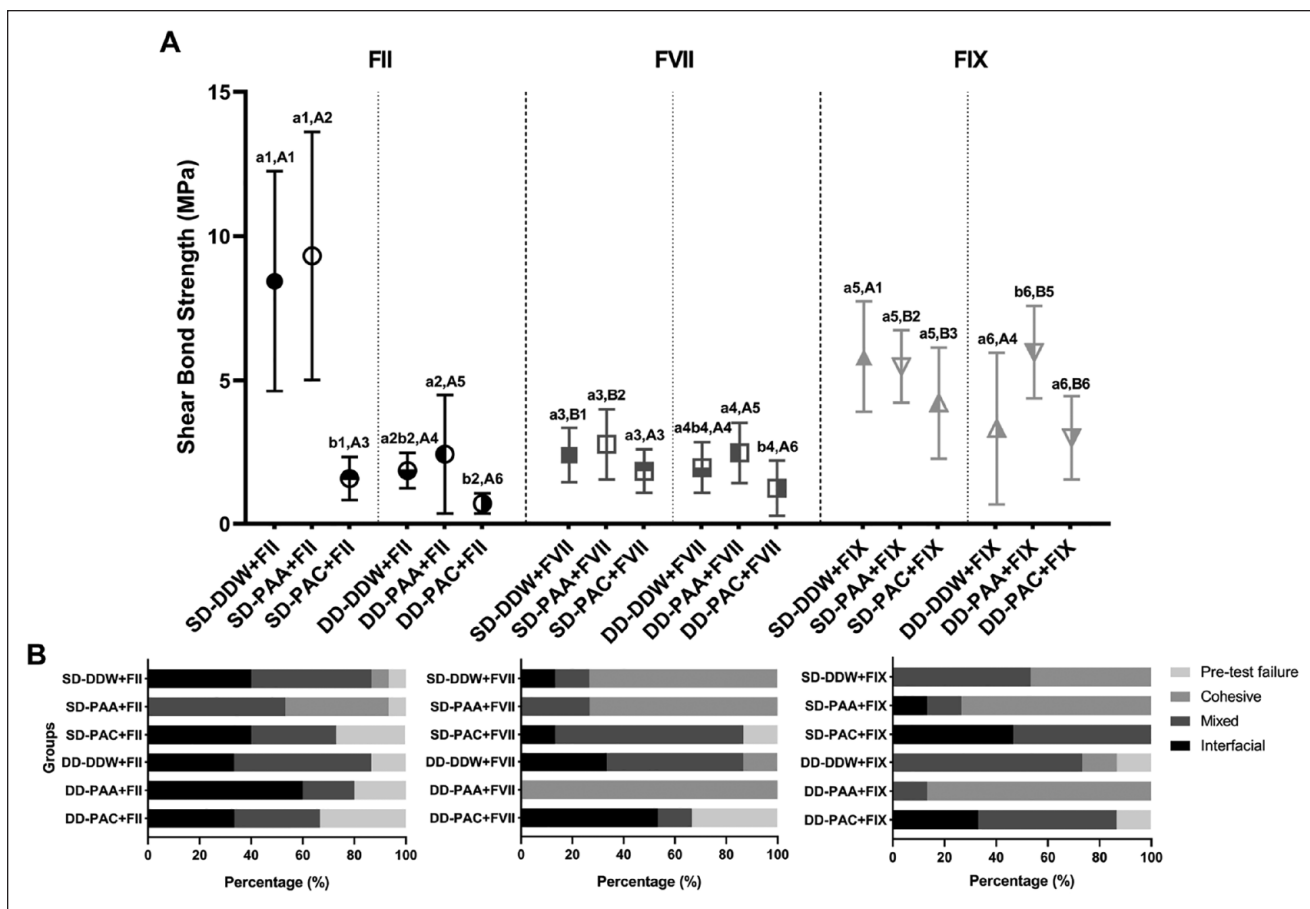 A
FII
FVII
FIX
Shear Bond Strength (MPa)
15
10
5
0
a1,A1
a1,A2
b1,A3
a2b2,A4
a2,A5
b2,A6
a3,B1
a3,B2
a3,A3
a4b4,A4
a4,A5
b4,A6
a5,A1
a5,B2
a5,B3
a6,A4
b6,B5
a6,B6
SD-DDW+FII
SD-PAA+FII
SD-PAC+FII
DD-DDW+FII
DD-PAA+FII
DD-PAC+FII
SD-DDW+FVII
SD-PAA+FVII
SD-PAC+FVII
DD-DDW+FVII
DD-PAA+FVII
DD-PAC+FVII
SD-DDW+FIX
SD-PAA+FIX
SD-PAC+FIX
DD-DDW+FIX
DD-PAA+FIX
DD-PAC+FIX
B
Groups
SD-DDW+FII
SD-PAA+FII
SD-PAC+FII
DD-DDW+FII
DD-PAA+FII
DD-PAC+FII
0 20 40 60 80 100
Percentage (%)
SD-DDW+FVII
SD-PAA+FVII
SD-PAC+FVII
DD-DDW+FVII
DD-PAA+FVII
DD-PAC+FVII
0 20 40 60 80 100
Percentage (%)
SD-DDW+FIX
SD-PAA+FIX
SD-PAC+FIX
DD-DDW+FIX
DD-PAA+FIX
DD-PAC+FIX
0 20 40 60 80 100
Percentage (%)
Pre-test failure
Cohesive
Mixed
Interfacial